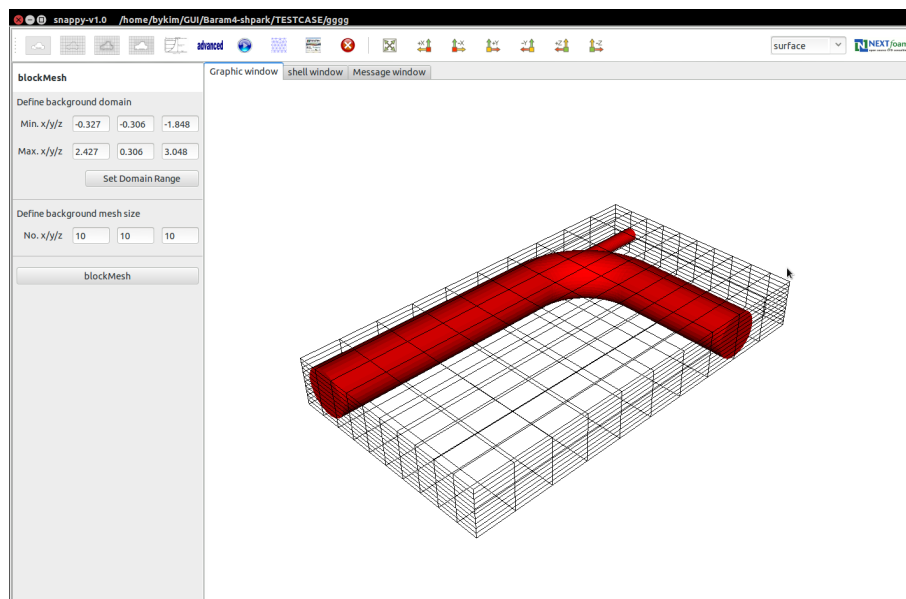 snappy-v1.0 /home/bykim/GUI/Baram4-shpark/TESTCASE/gggg
advanced
+X -X +Y -Y +Z -Z
surface
NEXTfoam
blockMesh
Graphic window shell window Message window
Define background domain
Min. x/y/z -0.327 -0.306 -1.848
Max. x/y/z 2.427 0.306 3.048
Set Domain Range
Define background mesh size
No. x/y/z 10 10 10
blockMesh